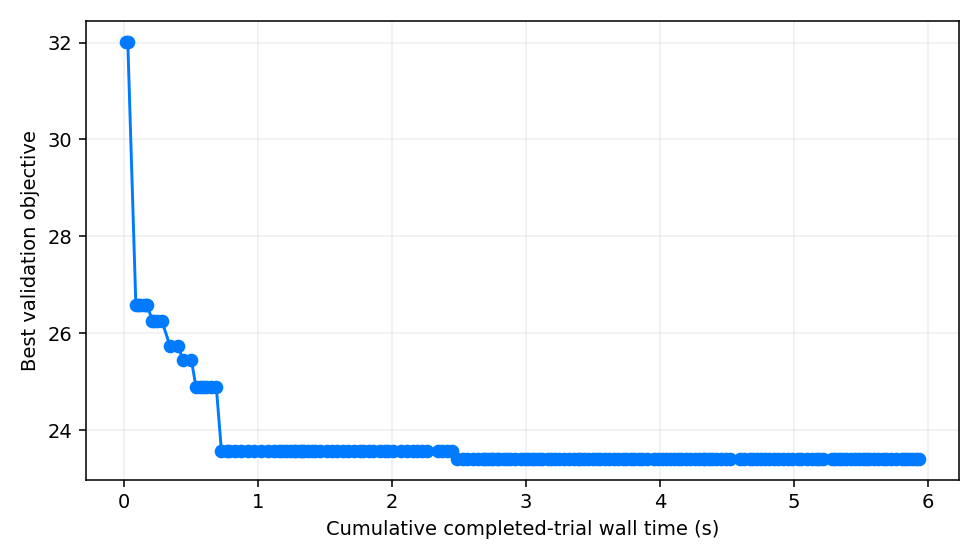 32
30
28
26
24
Best validation objective
0 1 2 3 4 5 6
Cumulative completed-trial wall time (s)